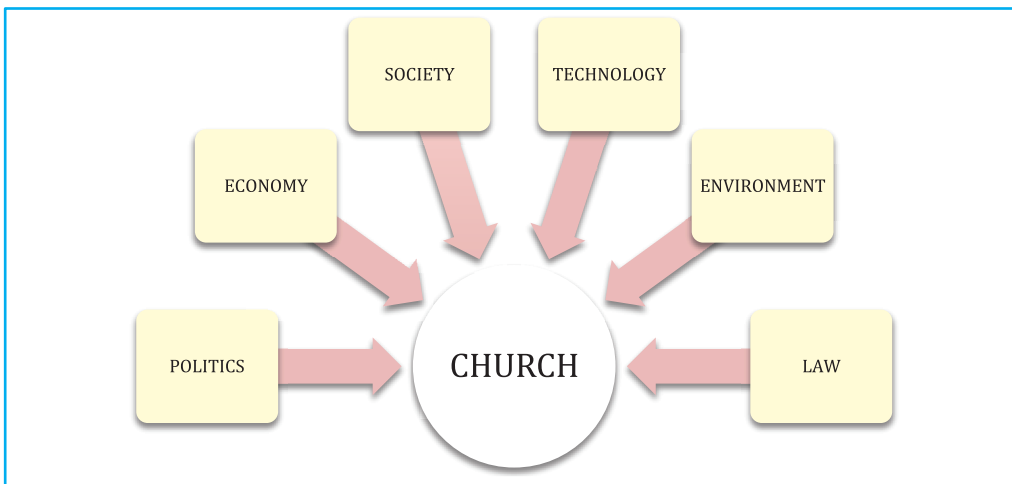 SOCIETY
TECHNOLOGY
ECONOMY
ENVIRONMENT
POLITICS
CHURCH
LAW